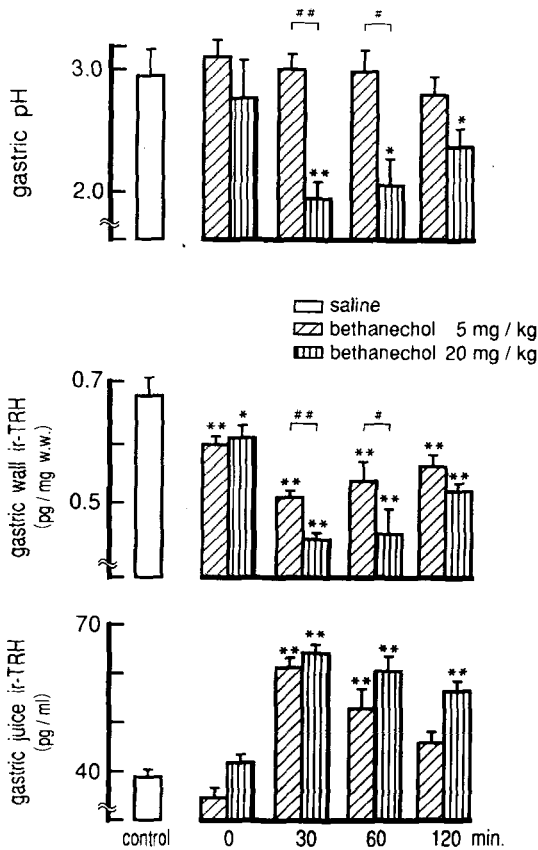 # #
#
3.0
* *
*
*
gastric pH
2.0
saline
bethanechol 5 mg / kg
bethanechol 20 mg / kg
0.7
# #
#
* *
*
* *
* *
* *
* *
* *
* *
gastric wall ir-TRH
(pg / mg w.w.)
0.5
70
* *
* *
* *
* *
* *
gastric juice ir-TRH
(pg / ml)
40
control 0 30 60 120 min.